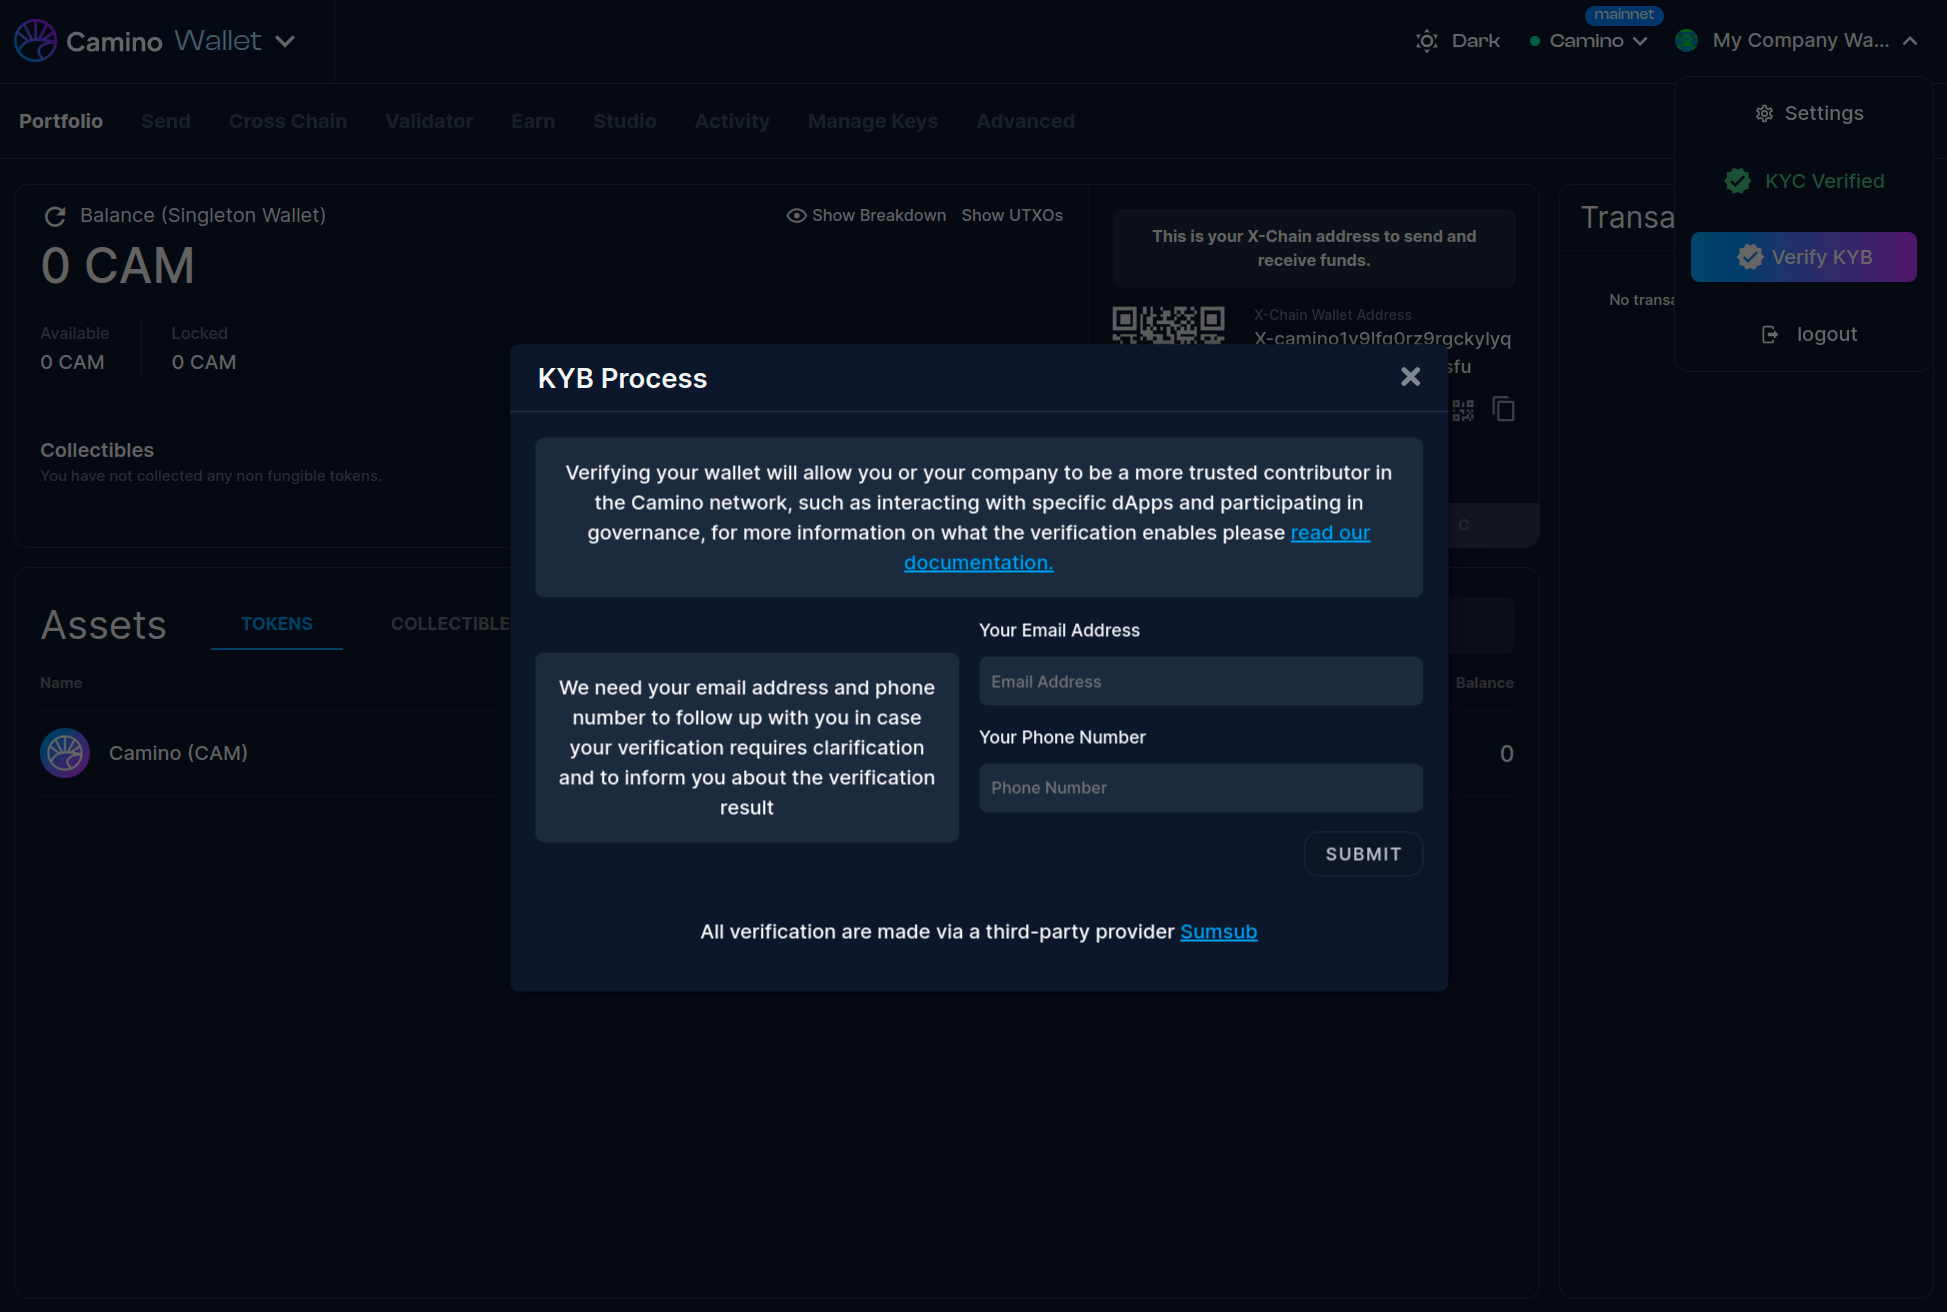 Camino Wallet
Dark
mainnet
Camino
My Company Wa...
Portfolio
Send
Cross Chain
Validator
Earn
Studio
Activity
Manage Keys
Advanced
Settings
KYC Verified
Verify KYB
logout
Balance (Singleton Wallet)
Show Breakdown
Show UTXOs
0 CAM
Available
0 CAM
Locked
0 CAM
Collectibles
You have not collected any non fungible tokens.
This is your X-Chain address to send and
receive funds.
X-Chain Wallet Address
X-camino1v9lfq0rz9rgckylyq
sfu
C
Transa
No transa
KYB Process
Verifying your wallet will allow you or your company to be a more trusted contributor in
the Camino network, such as interacting with specific dApps and participating in
governance, for more information on what the verification enables please read our
documentation.
We need your email address and phone
number to follow up with you in case
your verification requires clarification
and to inform you about the verification
result
Your Email Address
Email Address
Your Phone Number
Phone Number
SUBMIT
All verification are made via a third-party provider Sumsub
Assets
TOKENS
COLLECTIBLE
Name
Balance
Camino (CAM)
0